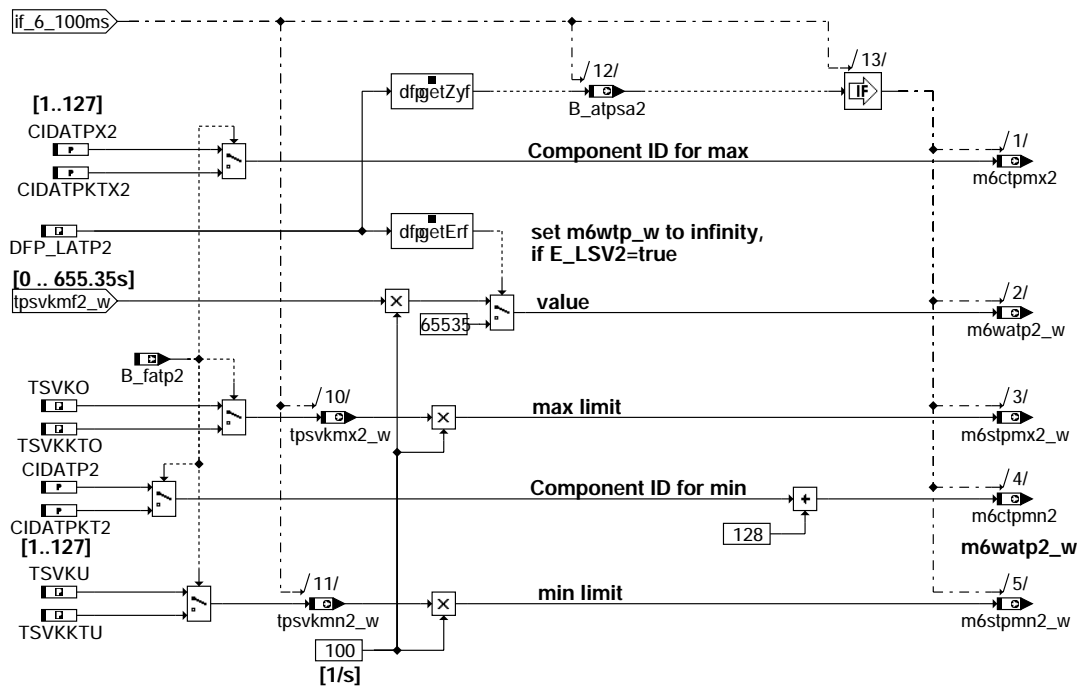 if_6_100ms
/13/
/12/
dfpgetZyf
IF
B_atpsa2
[1..127]
CIDATPX2
P
Component ID for max
/1/
P
CIDATPKTX2
m6ctpmx2
DFP_LATP2
dfpgetErf
set m6wtp_w to infinity,
if E_LSV2=true
[0 .. 655.35s]
tpsvkmf2_w
value
/2/
65535
m6watp2_w
B_fatp2
TSVKO
/10/
max limit
/3/
TSVKKTO
tpsvkmx2_w
m6stpmx2_w
CIDATP2
P
Component ID for min
/4/
P
CIDATPKT2
128
m6ctpmn2
[1..127]
m6watp2_w
TSVKU
/11/
min limit
/5/
TSVKKTU
tpsvkmn2_w
m6stpmn2_w
100
[1/s]